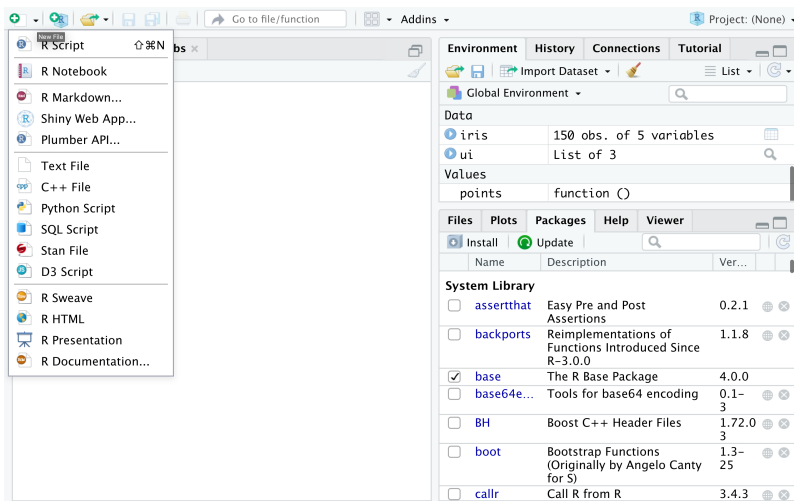 Go to file/function
Addins
Project: (None)
New File
R Script ⇧⌘N
R Notebook
R Markdown...
Shiny Web App...
Plumber API...
Text File
C++ File
Python Script
SQL Script
Stan File
D3 Script
R Sweave
R HTML
R Presentation
R Documentation...
bs
Environment History Connections Tutorial
Import Dataset List
Global Environment
Data
iris 150 obs. of 5 variables
ui List of 3
Values
points function ()
Files Plots Packages Help Viewer
Install Update
Name Description Ver...
System Library
assertthat Easy Pre and Post 0.2.1
Assertions
backports Reimplementations of 1.1.8
Functions Introduced Since
R-3.0.0
base The R Base Package 4.0.0
base64e... Tools for base64 encoding 0.1-
3
BH Boost C++ Header Files 1.72.0
3
boot Bootstrap Functions 1.3-
(Originally by Angelo Canty 25
for S)
callr Call R from R 3.4.3